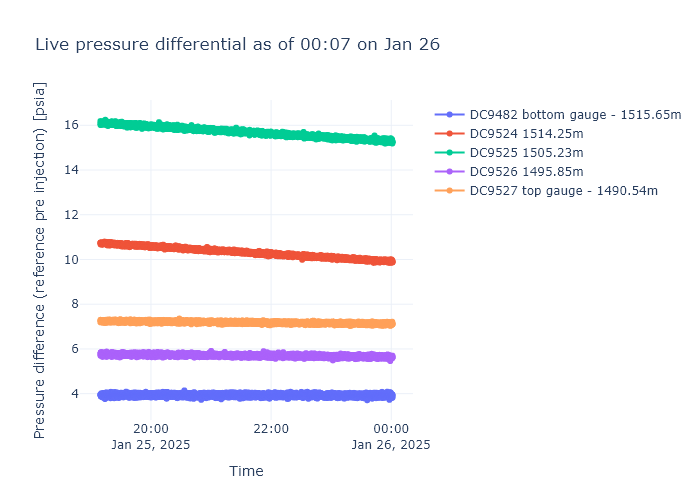 Live pressure differential as of 00:07 on Jan 26
Pressure difference (reference pre injection) [psia]
16
14
12
10
8
6
4
20:00
Jan 25, 2025
22:00
00:00
Jan 26, 2025
Time
DC9482 bottom gauge - 1515.65m
DC9524 1514.25m
DC9525 1505.23m
DC9526 1495.85m
DC9527 top gauge - 1490.54m